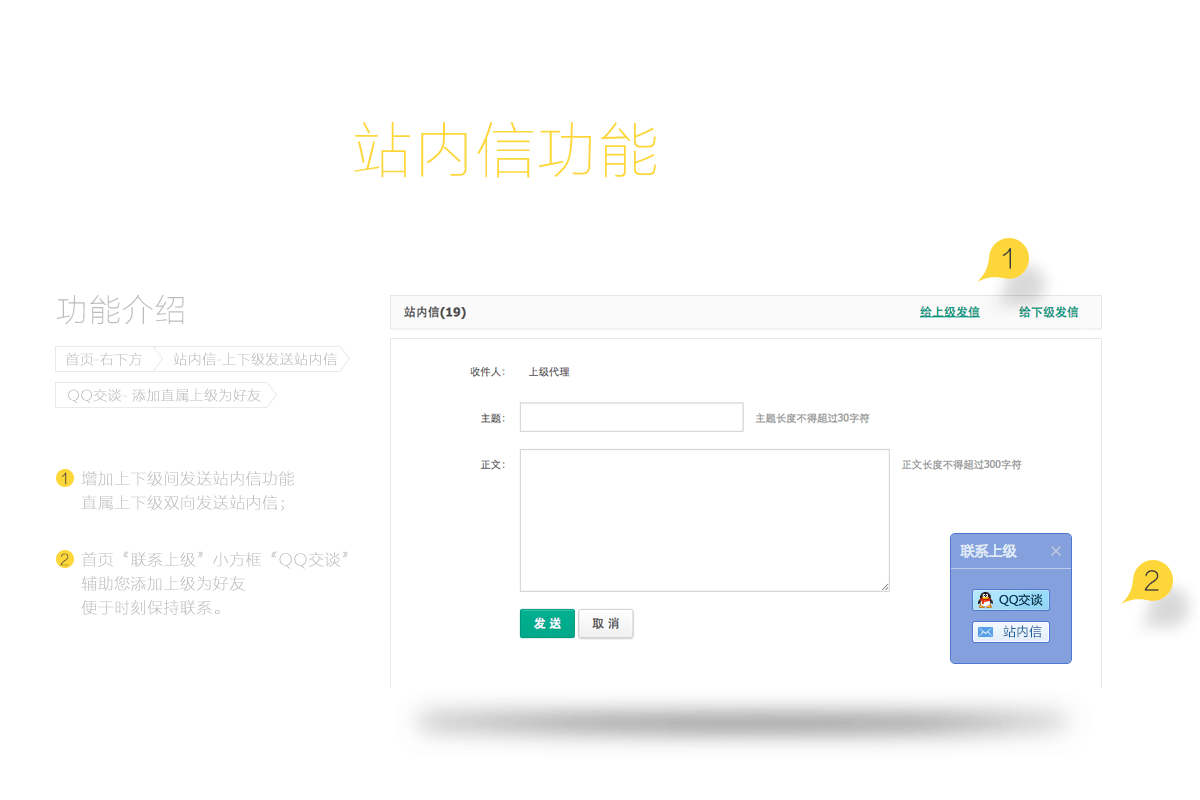 站内信功能
1
功能介绍
首页-右下方 站内信-上下级发送站内信
QQ交谈- 添加直属上级为好友
1 增加上下级间发送站内信功能
直属上下级双向发送站内信；
2 首页“联系上级”小方框“QQ交谈”
辅助您添加上级为好友
便于时刻保持联系。
站内信(19) 给上级发信 给下级发信
收件人： 上级代理
主题： 主题长度不得超过30字符
正文： 正文长度不得超过300字符
发 送 取 消
联系上级 ×
QQ交谈
站内信
2